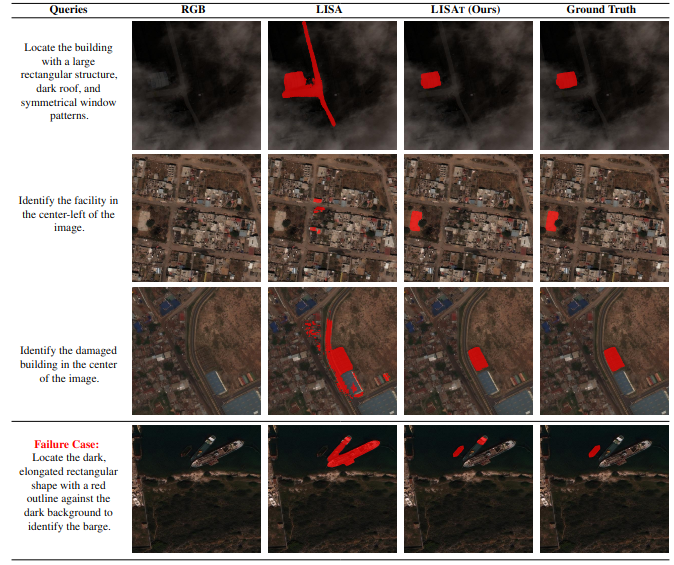 Queries RGB LISA LISAT (Ours) Ground Truth
Locate the building
with a large
rectangular structure,
dark roof, and
symmetrical window
patterns.
Identify the facility in
the center-left of the
image.
Identify the damaged
building in the center
of the image.
Failure Case:
Locate the dark,
elongated rectangular
shape with a red
outline against the
dark background to
identify the barge.